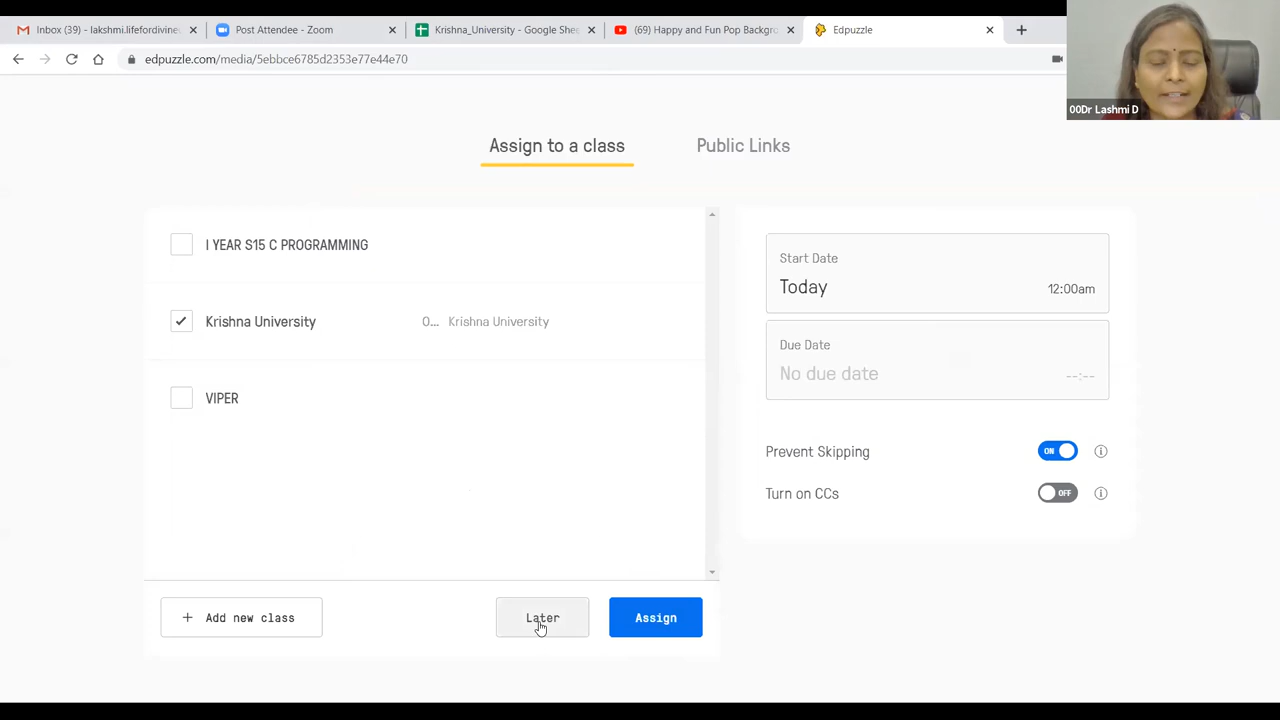 Inbox (39) - lakshmi.lifefordivine
Post Attendee - Zoom
Krishna_University - Google Shee
(69) Happy and Fun Pop Backgro
Edpuzzle
edpuzzle.com/media/5ebbce6785d2353e77e44e70
00Dr Lashmi D
Assign to a class
Public Links
I YEAR S15 C PROGRAMMING
Krishna University
O... Krishna University
VIPER
Start Date
Today
12:00am
Due Date
No due date
--:--
Prevent Skipping
ON
Turn on CCs
OFF
+ Add new class
Later
Assign